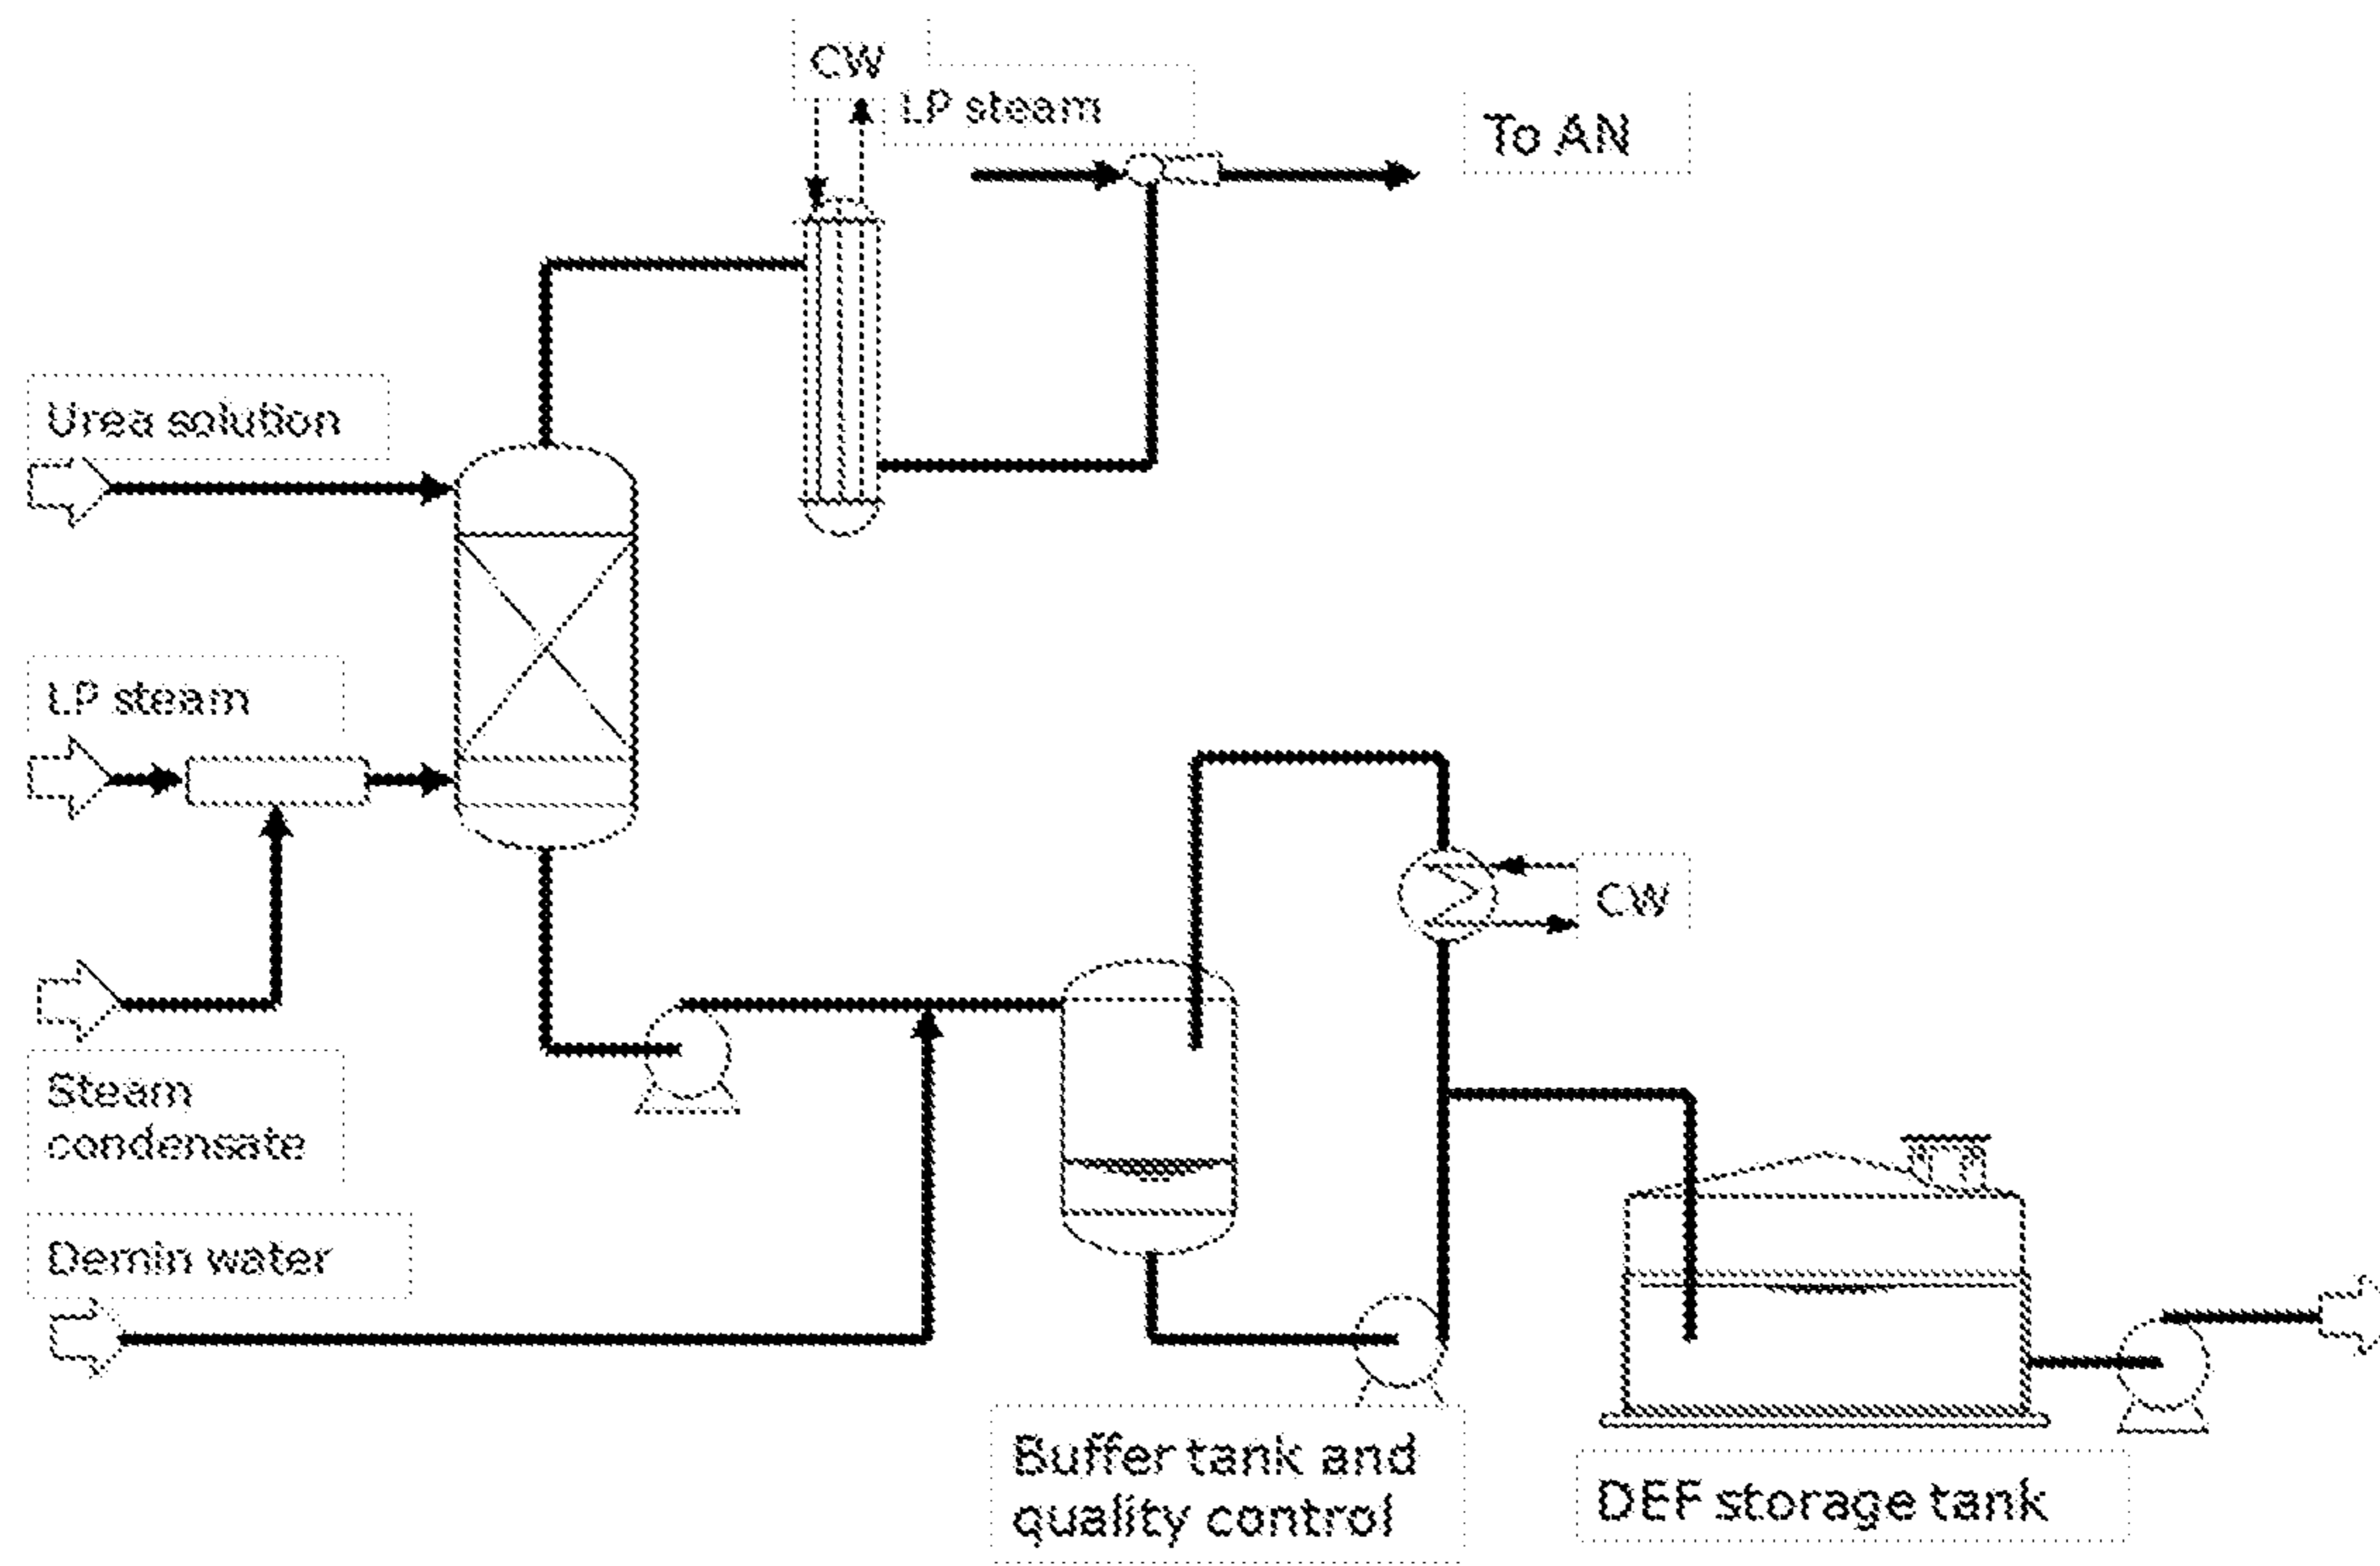 CW
LP steam
To AN
Urea solution
LP steam
CW
Steam
condensate
Demin water
Buffer tank and
quality control
DEF storage tank